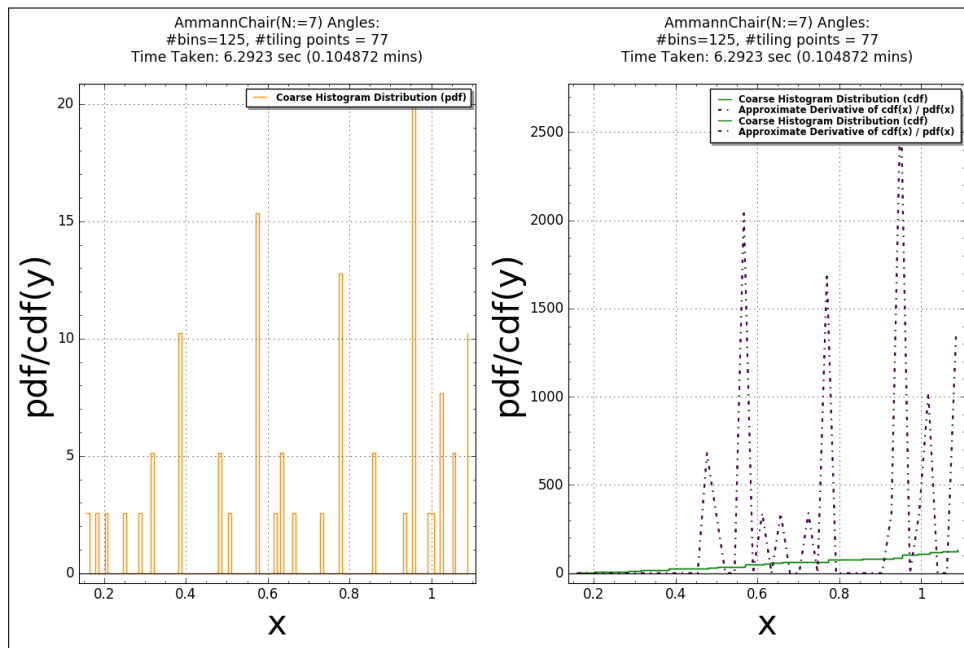 AmmannChair(N:=7) Angles:
#bins=125, #tiling points = 77
Time Taken: 6.2923 sec (0.104872 mins)
Coarse Histogram Distribution (pdf)
20
15
10
5
0
0.2
0.4
0.6
0.8
1
pdf/cdf(y)
x
AmmannChair(N:=7) Angles:
#bins=125, #tiling points = 77
Time Taken: 6.2923 sec (0.104872 mins)
Coarse Histogram Distribution (cdf)
Approximate Derivative of cdf(x) / pdf(x)
Coarse Histogram Distribution (cdf)
Approximate Derivative of cdf(x) / pdf(x)
2500
2000
1500
1000
500
0
0.2
0.4
0.6
0.8
1
pdf/cdf(y)
x